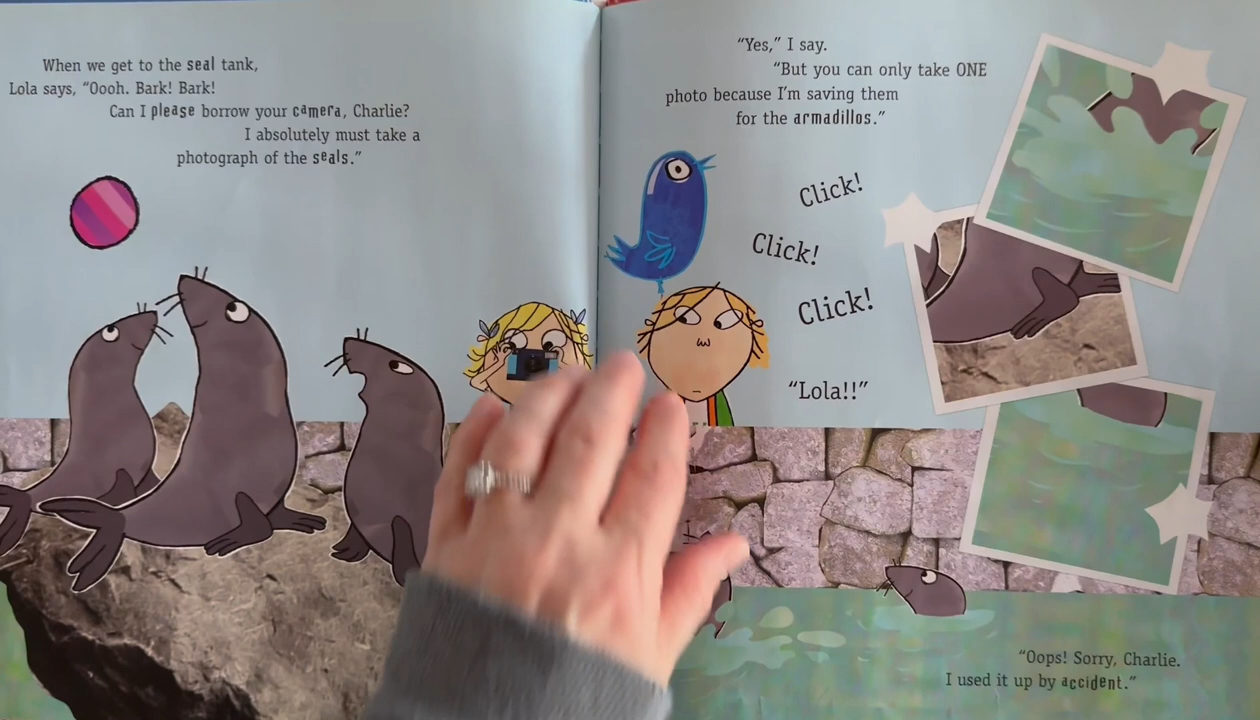 When we get to the seal tank,
Lola says, “Oooh. Bark! Bark!
Can I please borrow your camera, Charlie?
I absolutely must take a
photograph of the seals.”
“Yes,” I say.
“But you can only take ONE
photo because I’m saving them
for the armadillos.”
Click!
Click!
Click!
“Lola!!”
“Oops! Sorry, Charlie.
I used it up by accident.”